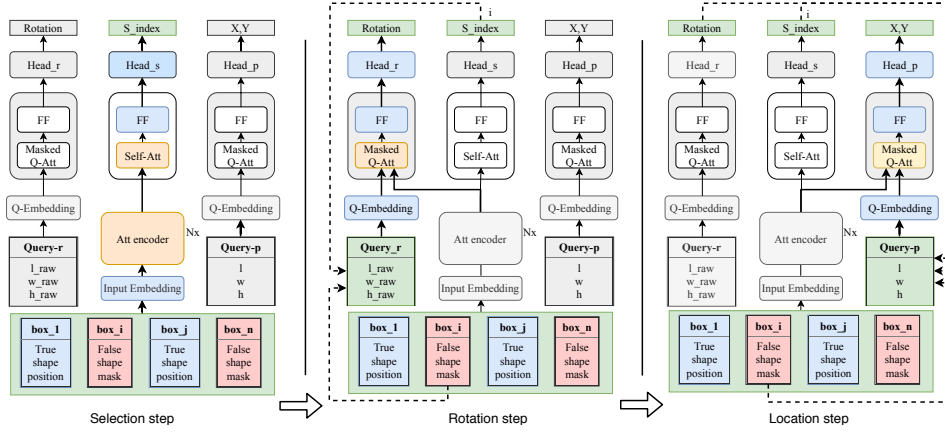 Rotation
S_index
X,Y
Head_r
Head_s
Head_p
FF
FF
FF
Masked
Q-Att
Self-Att
Masked
Q-Att
Q-Embedding
Q-Embedding
Att encoder
Nx
Query-r
l_raw
w_raw
h_raw
Query-p
l
w
h
Input Embedding
box_1
True
shape
position
box_i
False
shape
mask
box_j
True
shape
position
box_n
False
shape
mask
Selection step
i
Rotation
S_index
X,Y
Head_r
Head_s
Head_p
FF
FF
FF
Masked
Q-Att
Self-Att
Masked
Q-Att
Q-Embedding
Q-Embedding
Att encoder
Nx
Query_r
l_raw
w_raw
h_raw
Query-p
l
w
h
Input Embedding
box_1
True
shape
position
box_i
False
shape
mask
box_j
True
shape
position
box_n
False
shape
mask
Rotation step
i
Rotation
S_index
X,Y
Head_r
Head_s
Head_p
FF
FF
FF
Masked
Q-Att
Self-Att
Masked
Q-Att
Q-Embedding
Q-Embedding
Att encoder
Nx
Query-r
l_raw
w_raw
h_raw
Query-p
l
w
h
Input Embedding
box_1
True
shape
position
box_i
False
shape
mask
box_j
True
shape
position
box_n
False
shape
mask
Location step